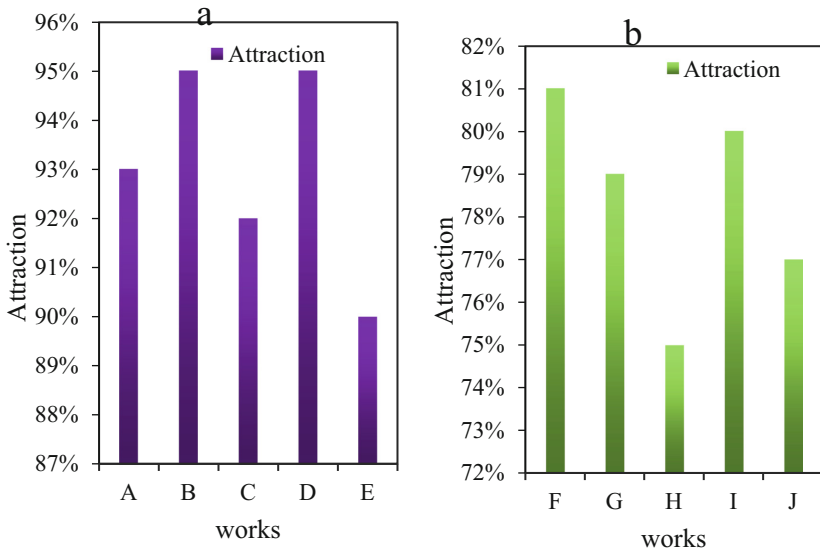 a
Attraction
96%
95%
94%
93%
92%
91%
90%
89%
88%
87%
Attraction
A B C D E
works
b
Attraction
82%
81%
80%
79%
78%
77%
76%
75%
74%
73%
72%
Attraction
F G H I J
works